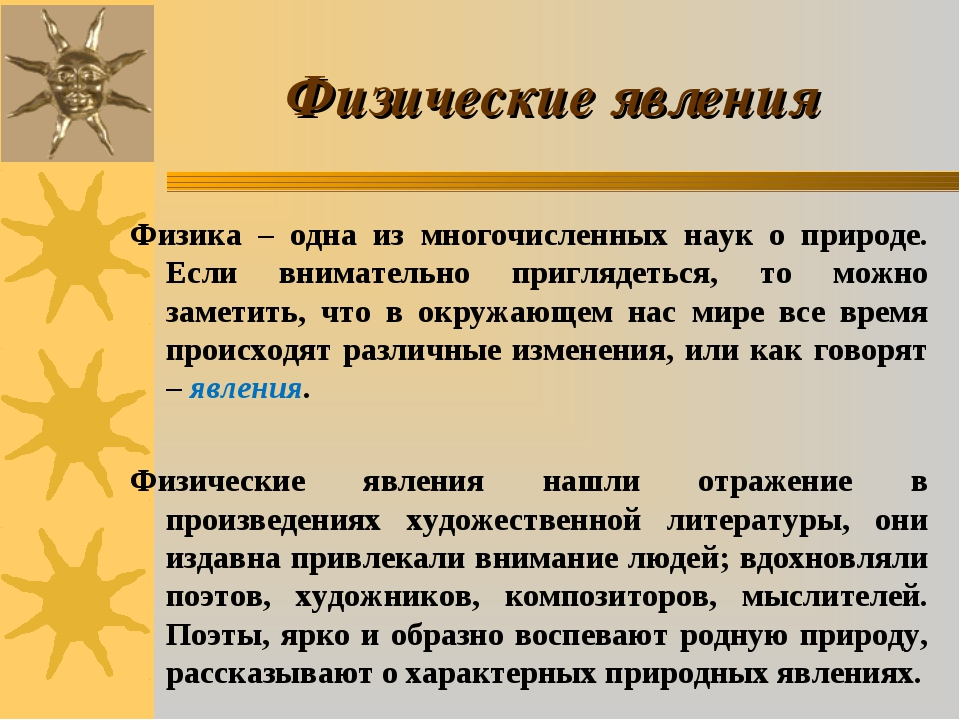 Физические явления
Физика – одна из многочисленных наук о природе.
Если внимательно приглядеться, то можно
заметить, что в окружающем нас мире все время
происходят различные изменения, или как говорят
– явления.
Физические явления нашли отражение в
произведениях художественной литературы, они
издавна привлекали внимание людей; вдохновляли
поэтов, художников, композиторов, мыслителей.
Поэты, ярко и образно воспевают родную природу,
рассказывают о характерных природных явлениях.